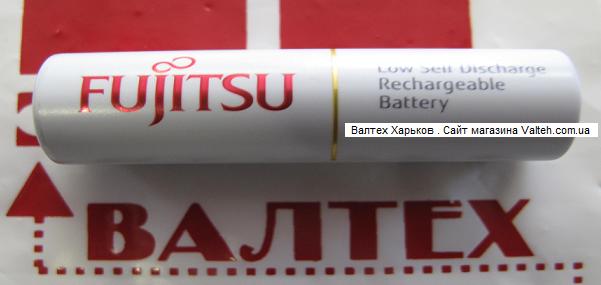 FUJITSU
Low Self Discharge
Rechargeable
Battery
Валтех Харьков . Сайт магазина Valteh.com.ua
ВАЛТЕХ